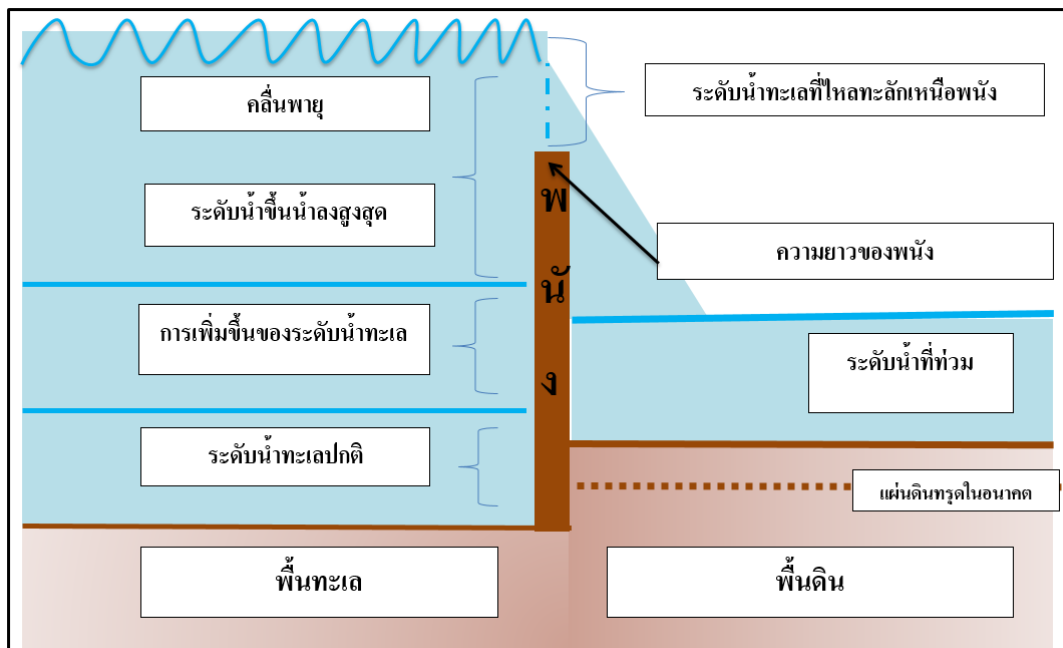 คลื่นพายุ
ระดับน้ำทะเลที่ไหลทะลักเหนือพนัง
ระดับน้ำขึ้นน้ำลงสูงสุด
พนัง
ความยาวของพนัง
การเพิ่มขึ้นของระดับน้ำทะเล
ระดับน้ำที่ท่วม
ระดับน้ำทะเลปกติ
แผ่นดินทรุดในอนาคต
พื้นทะเล
พื้นดิน